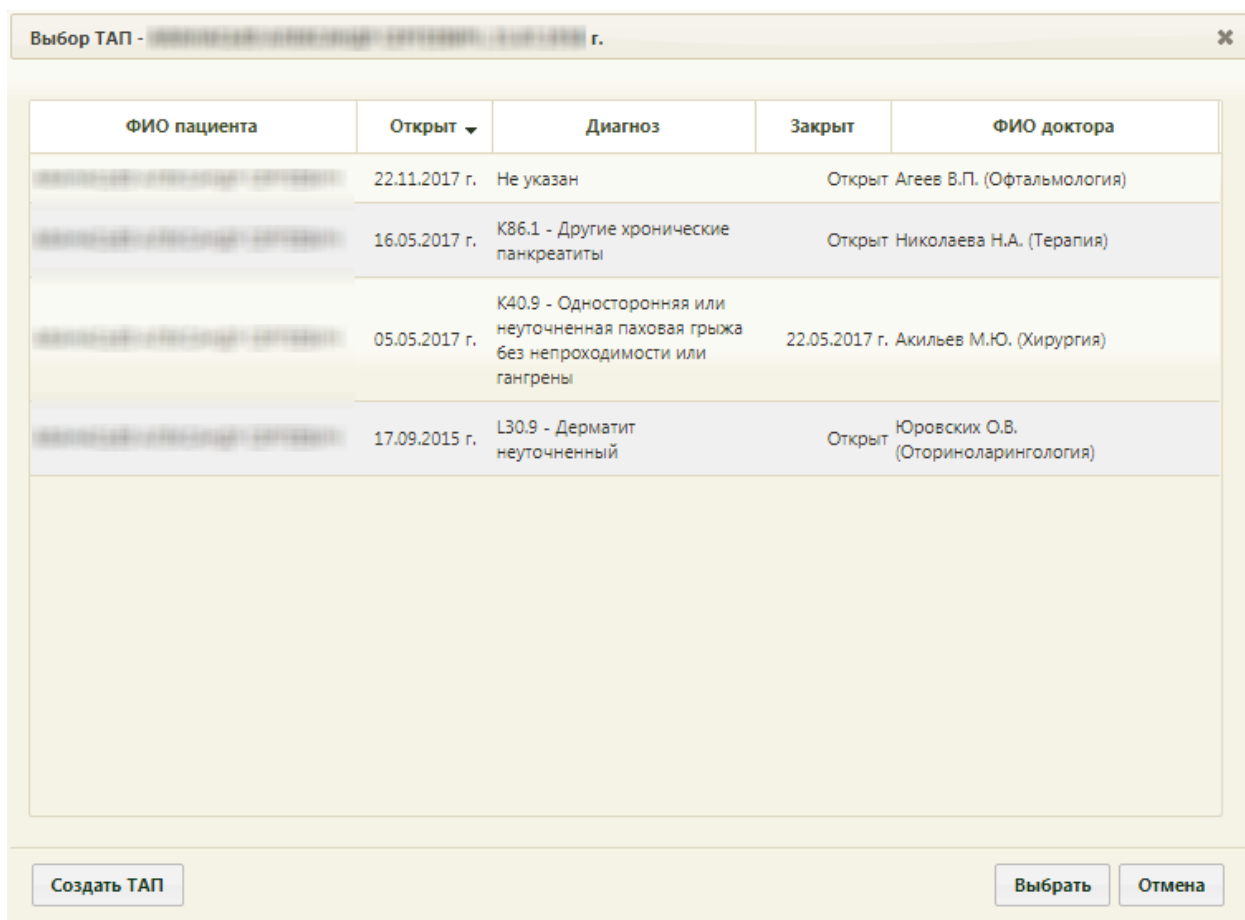 Выбор ТАП - г.
ФИО пациента Открыт Диагноз Закрыт ФИО доктора
22.11.2017 г. Не указан Открыт Агеев В.П. (Офтальмология)
16.05.2017 г. K86.1 - Другие хронические
панкреатиты Открыт Николаева Н.А. (Терапия)
05.05.2017 г. K40.9 - Односторонняя или
неуточненная паховая грыжа
без непроходимости или
гангрены 22.05.2017 г. Акильев М.Ю. (Хирургия)
17.09.2015 г. L30.9 - Дерматит
неуточненный Открыт Юровских О.В.
(Оториноларингология)
Создать ТАП Выбрать Отмена